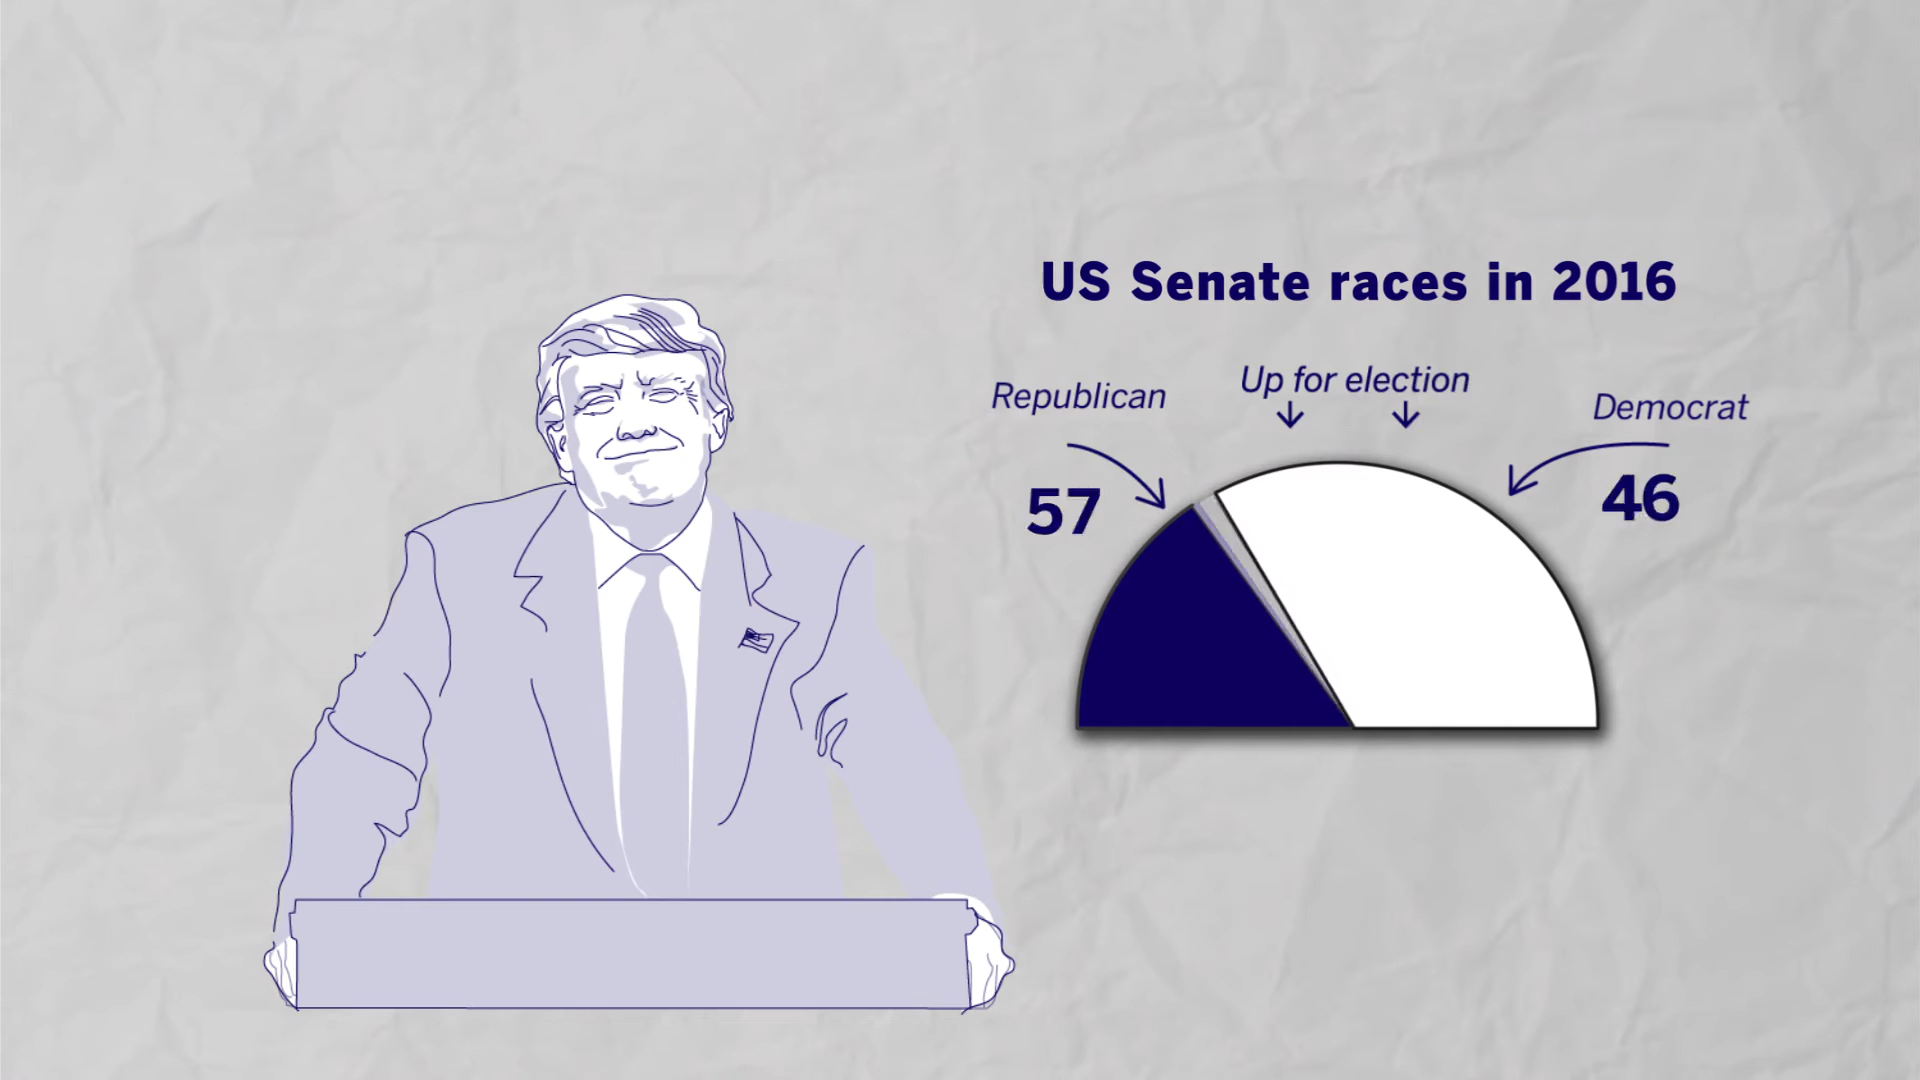 US Senate races in 2016
Up for election
Republican
Democrat
57
46